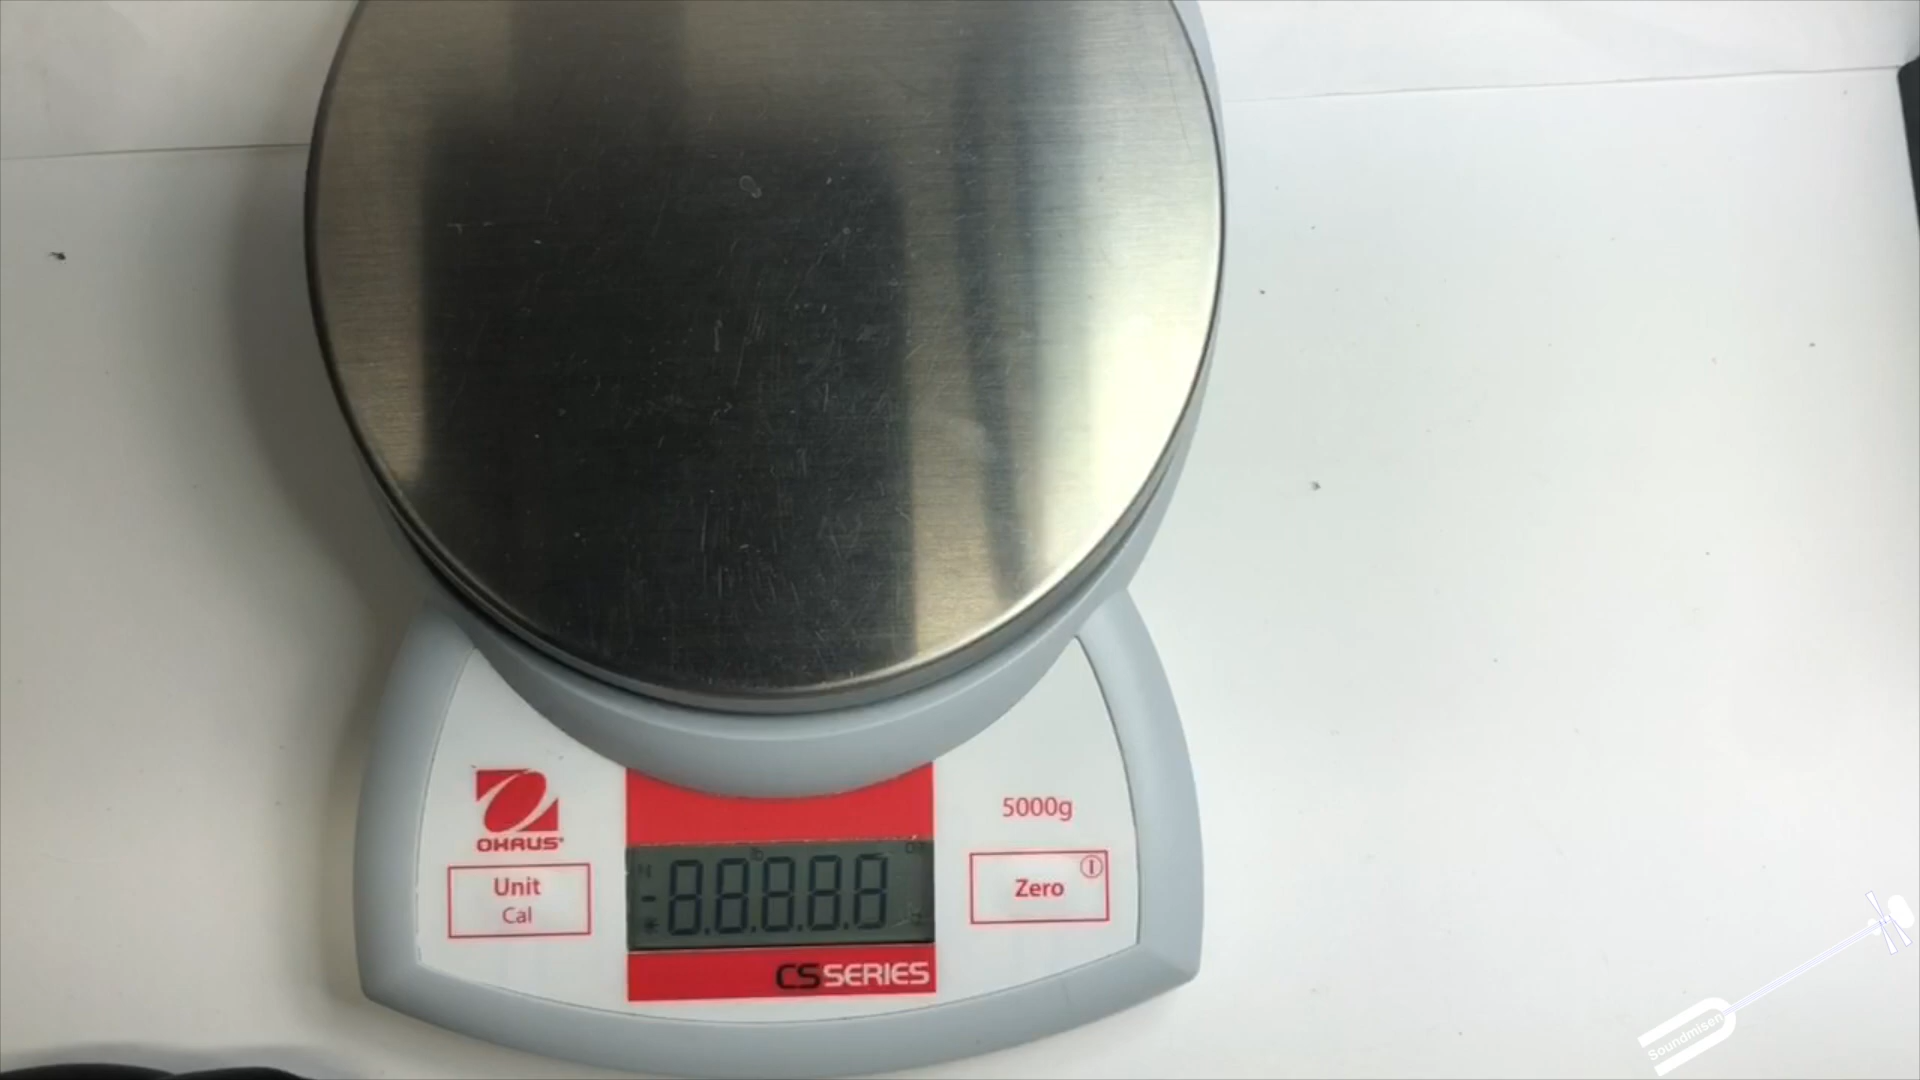 5000g
OHAUS
Unit
Cal
8.8.8.8.8
Zero
CS SERIES
Soundmisen